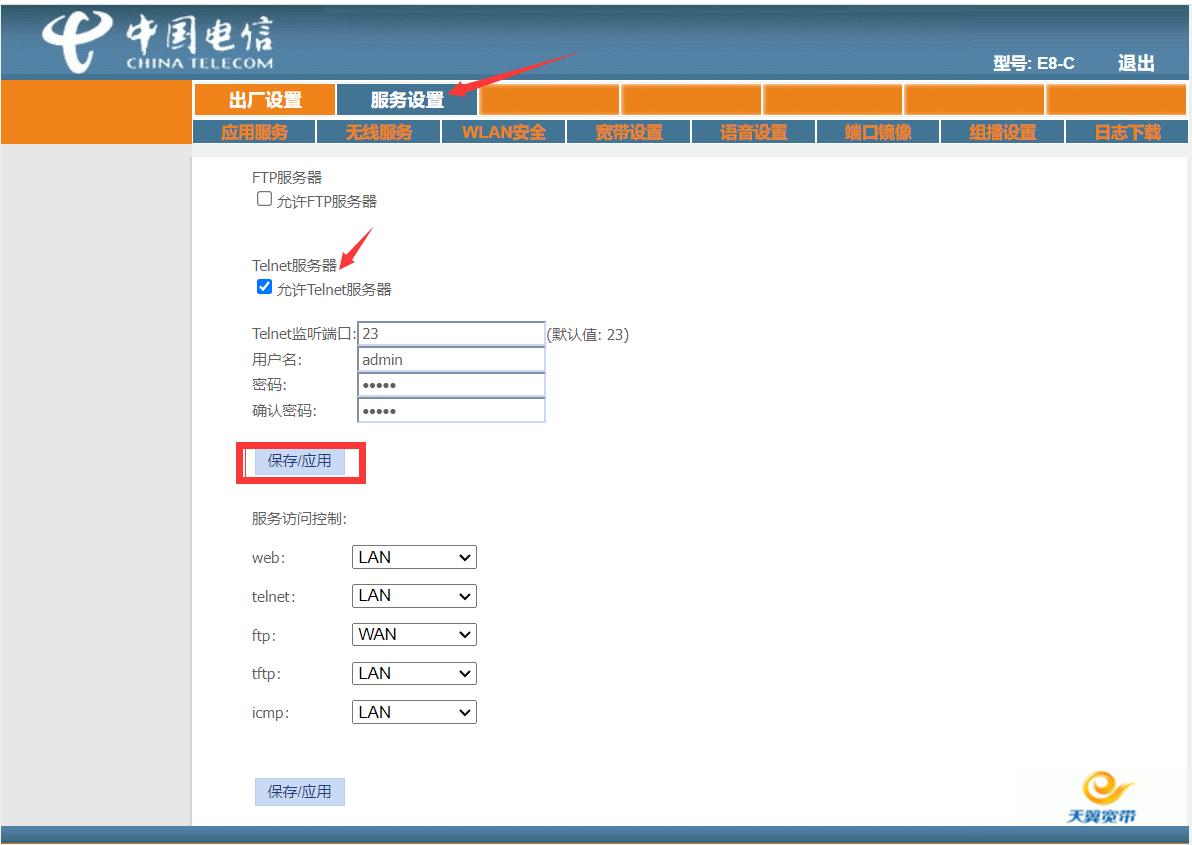 中国电信
CHINA TELECOM
型号: E8-C 退出
出厂设置 服务设置
应用服务 无线服务 WLAN安全 宽带设置 语音设置 端口镜像 组播设置 日志下载
FTP服务器
允许FTP服务器
Telnet服务器
允许Telnet服务器
Telnet监听端口: 23 (默认值: 23)
用户名: admin
密码: •••••
确认密码: •••••
保存/应用
服务访问控制:
web: LAN
telnet: LAN
ftp: WAN
tftp: LAN
icmp: LAN
保存/应用
天翼宽带